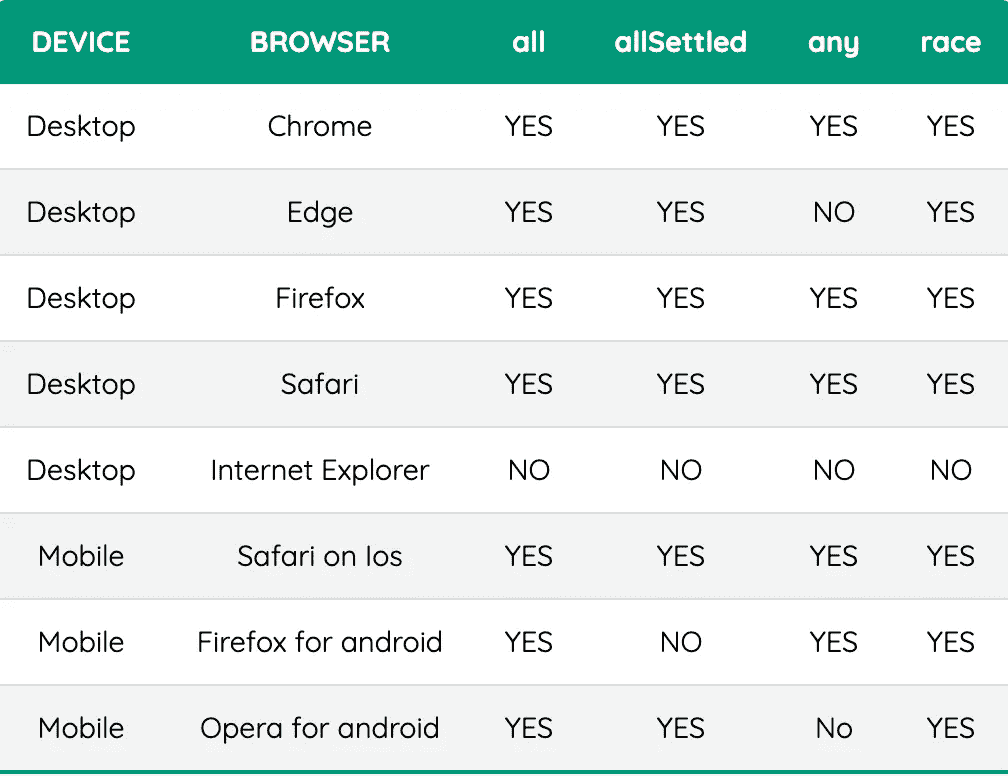 DEVICE BROWSER all allSettled any race
Desktop Chrome YES YES YES YES
Desktop Edge YES YES NO YES
Desktop Firefox YES YES YES YES
Desktop Safari YES YES YES YES
Desktop Internet Explorer NO NO NO NO
Mobile Safari on Ios YES YES YES YES
Mobile Firefox for android YES NO YES YES
Mobile Opera for android YES YES No YES